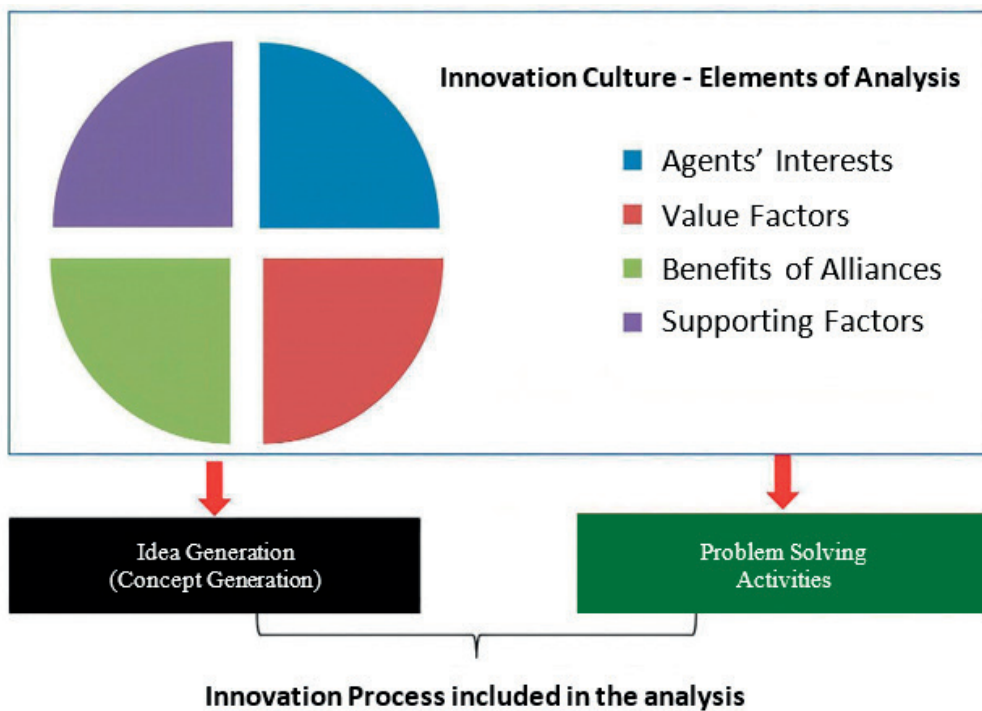 Innovation Culture - Elements of Analysis
Agents’ Interests
Value Factors
Benefits of Alliances
Supporting Factors
Idea Generation
(Concept Generation)
Problem Solving
Activities
Innovation Process included in the analysis